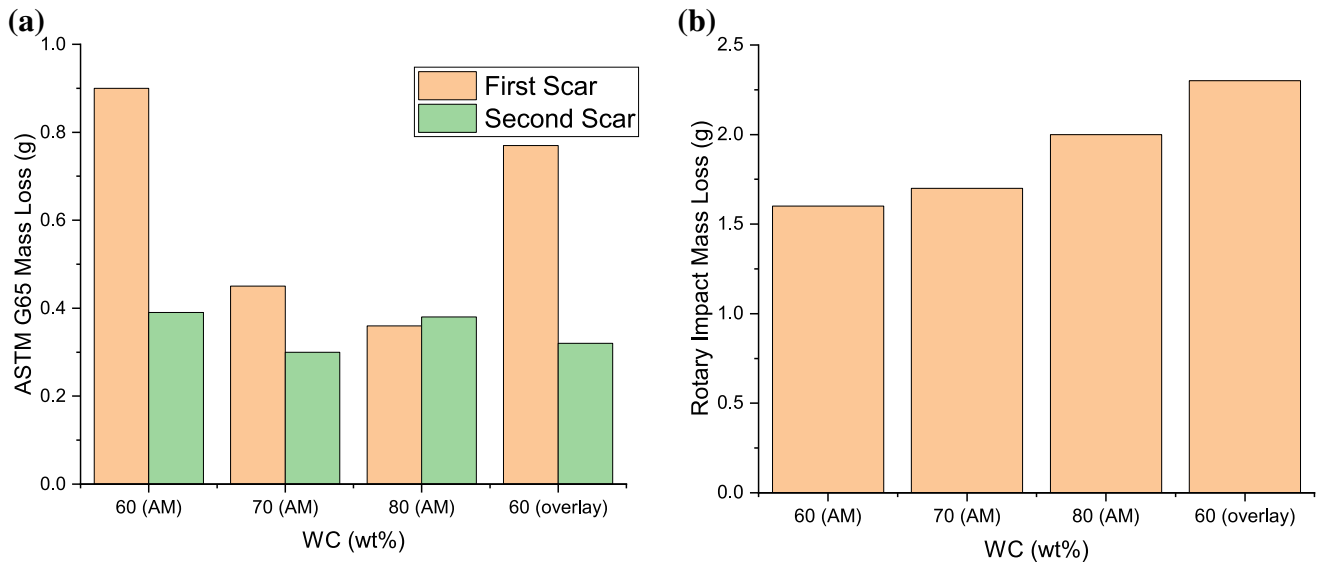 (a)
ASTM G65 Mass Loss (g)
1.0
0.8
0.6
0.4
0.2
0.0
First Scar
Second Scar
60 (AM) 70 (AM) 80 (AM) 60 (overlay)
WC (wt%)
(b)
Rotary Impact Mass Loss (g)
2.5
2.0
1.5
1.0
0.5
0.0
60 (AM) 70 (AM) 80 (AM) 60 (overlay)
WC (wt%)